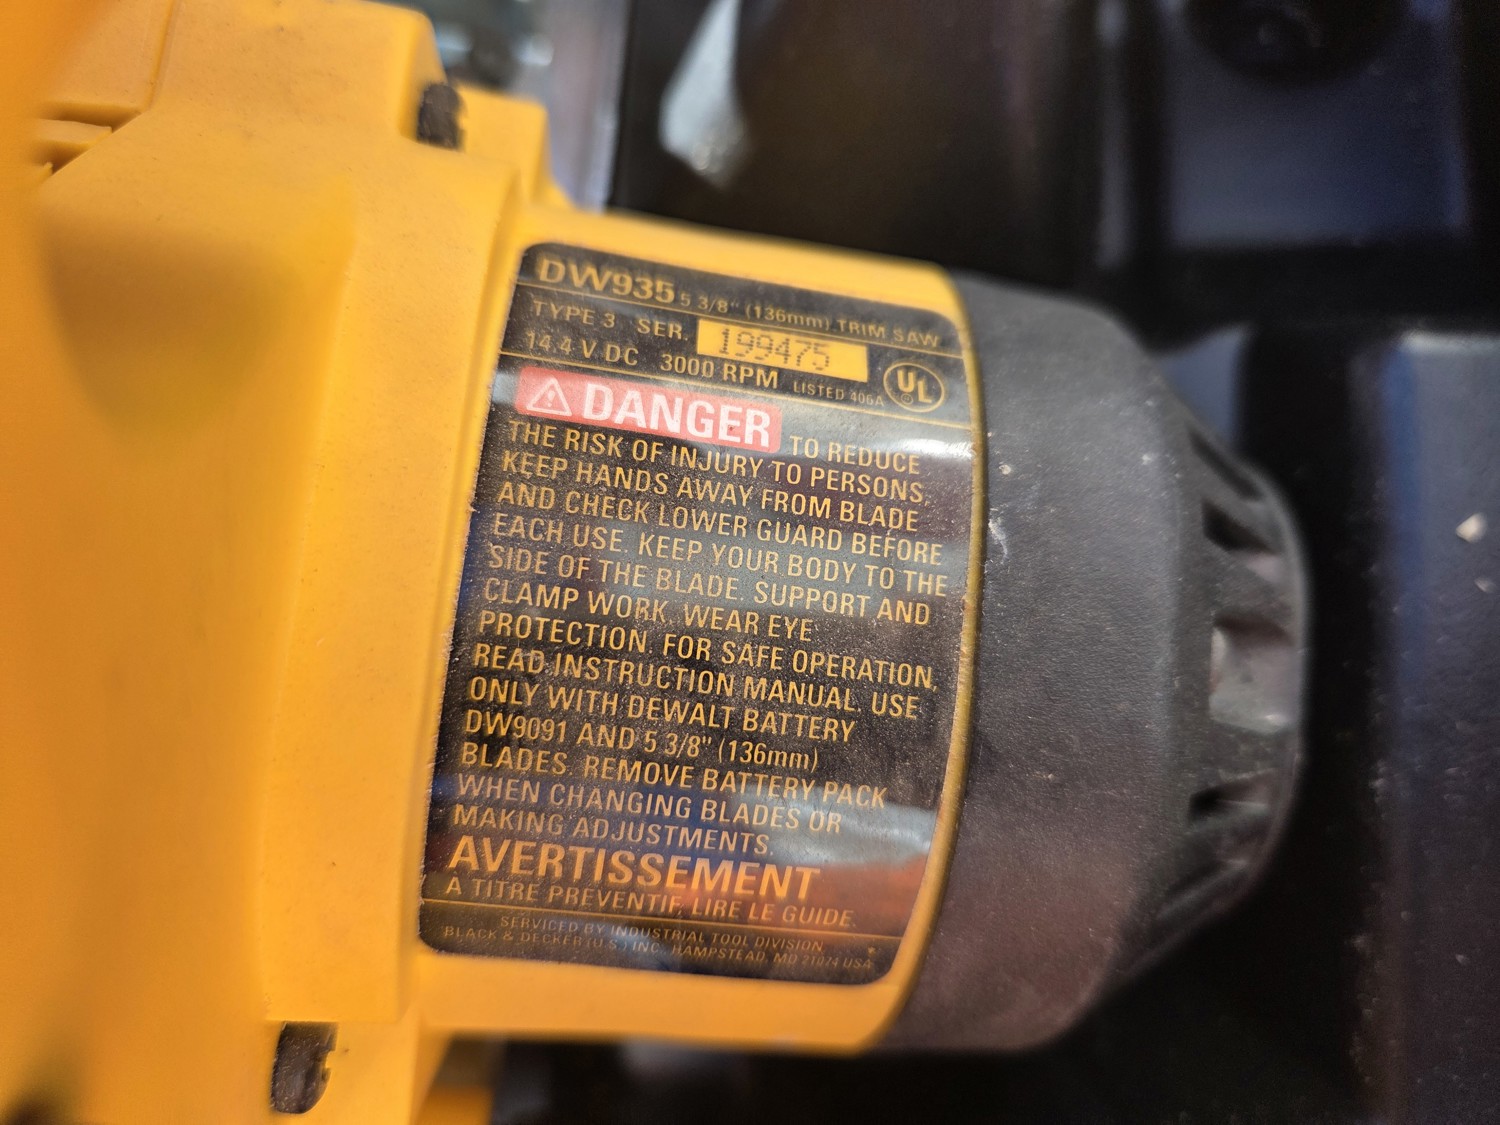 DW935 5 3/8" (136mm) TRIM SAW
TYPE 3 SER. 199475
14.4 V DC 3000 RPM LISTED 406A UL
DANGER TO REDUCE
THE RISK OF INJURY TO PERSONS,
KEEP HANDS AWAY FROM BLADE
AND CHECK LOWER GUARD BEFORE
EACH USE. KEEP YOUR BODY TO THE
SIDE OF THE BLADE. SUPPORT AND
CLAMP WORK. WEAR EYE
PROTECTION. FOR SAFE OPERATION,
READ INSTRUCTION MANUAL. USE
ONLY WITH DEWALT BATTERY
DW9091 AND 5 3/8" (136mm)
BLADES. REMOVE BATTERY PACK
WHEN CHANGING BLADES OR
MAKING ADJUSTMENTS.
AVERTISSEMENT
A TITRE PREVENTIF, LIRE LE GUIDE.
SERVICED BY INDUSTRIAL TOOL DIVISION
BLACK & DECKER (U.S.) INC. HAMPSTEAD, MD 21074 USA